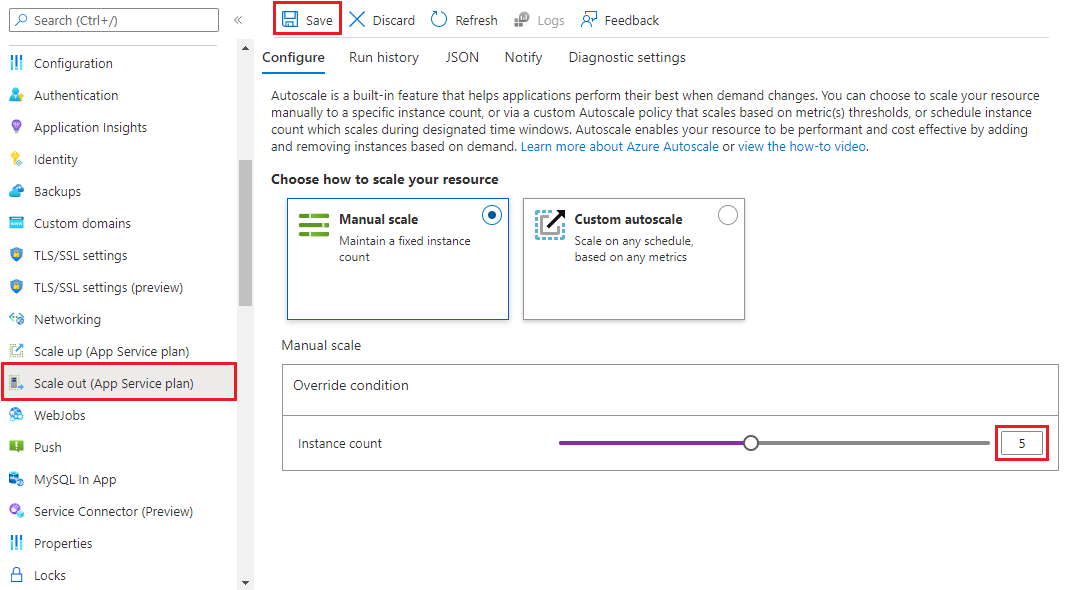 Search (Ctrl+/)
«
Configuration
Authentication
Application Insights
Identity
Backups
Custom domains
TLS/SSL settings
TLS/SSL settings (preview)
Networking
Scale up (App Service plan)
Scale out (App Service plan)
WebJobs
Push
MySQL In App
Service Connector (Preview)
Properties
Locks
Save Discard Refresh Logs Feedback
Configure Run history JSON Notify Diagnostic settings
Autoscale is a built-in feature that helps applications perform their best when demand changes. You can choose to scale your resource
manually to a specific instance count, or via a custom Autoscale policy that scales based on metric(s) thresholds, or schedule instance
count which scales during designated time windows. Autoscale enables your resource to be performant and cost effective by adding
and removing instances based on demand. Learn more about Azure Autoscale or view the how-to video.
Choose how to scale your resource
Manual scale
Maintain a fixed instance
count
Custom autoscale
Scale on any schedule,
based on any metrics
Manual scale
Override condition
Instance count 5